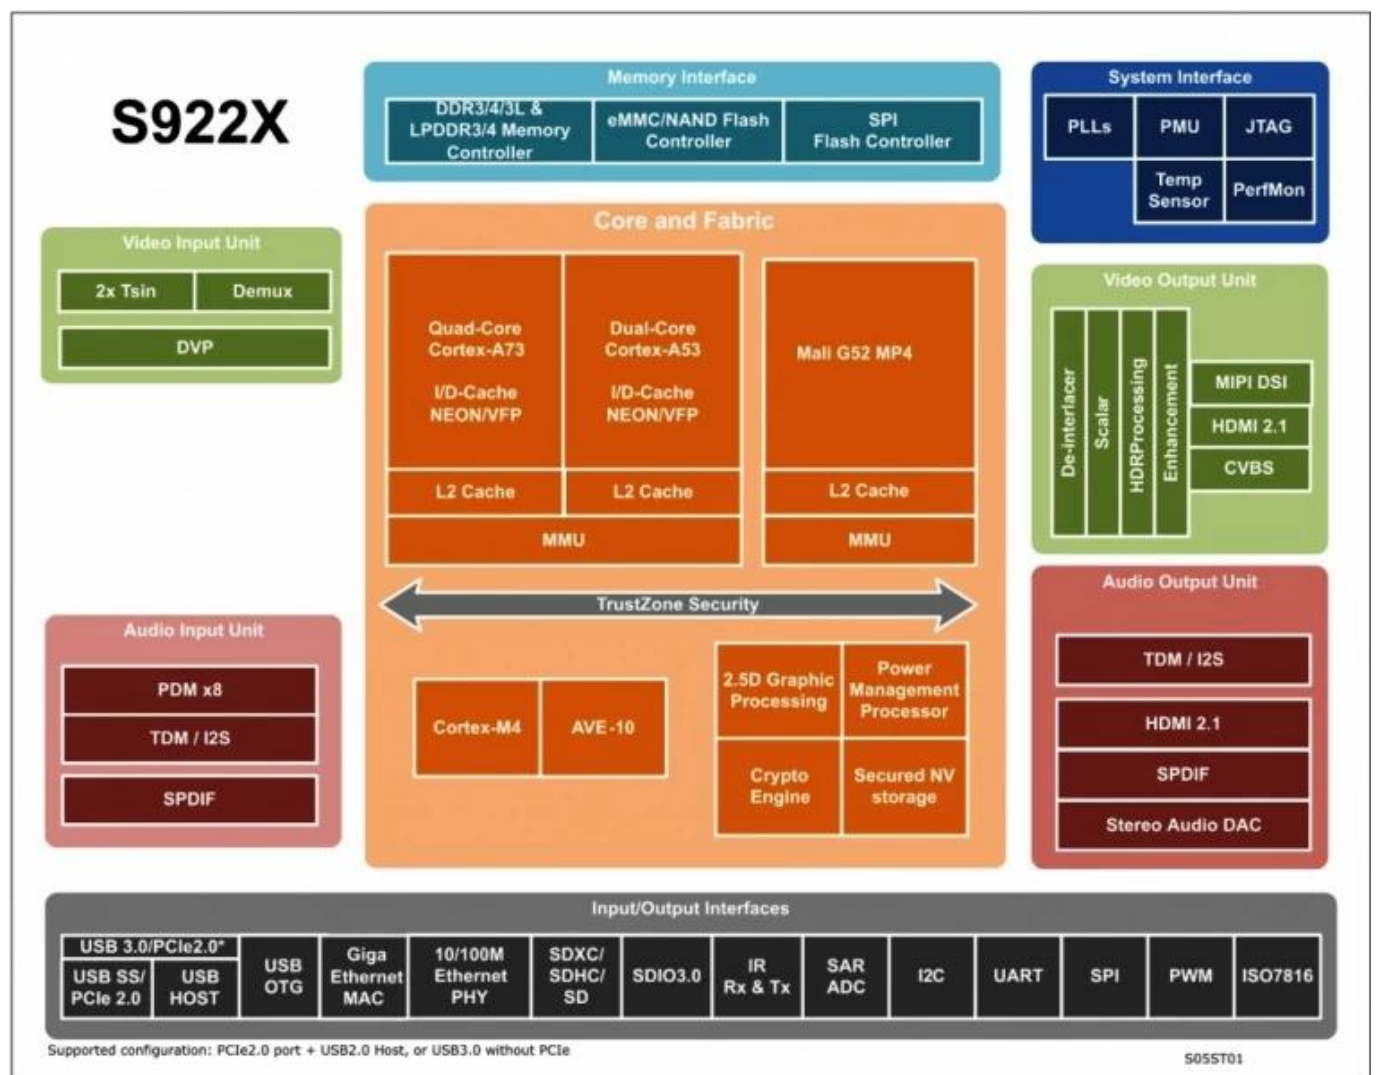 S922X
Memory Interface
DDR3/4/3L &
LPDDR3/4 Memory
Controller
eMMC/NAND Flash
Controller
SPI
Flash Controller
System Interface
PLLs
PMU
JTAG
Temp
Sensor
PerfMon
Video Input Unit
2x Tsin
Demux
DVP
Core and Fabric
Quad-Core
Cortex-A73
I/D-Cache
NEON/VFP
Dual-Core
Cortex-A53
I/D-Cache
NEON/VFP
Mali G52 MP4
L2 Cache
L2 Cache
L2 Cache
MMU
MMU
TrustZone Security
Cortex-M4
AVE-10
2.5D Graphic
Processing
Power
Management
Processor
Crypto
Engine
Secured NV
storage
Video Output Unit
De-interlacer
Scalar
HDRProcessing
Enhancement
MIPI DSI
HDMI 2.1
CVBS
Audio Input Unit
PDM x8
TDM / I2S
SPDIF
Audio Output Unit
TDM / I2S
HDMI 2.1
SPDIF
Stereo Audio DAC
Input/Output Interfaces
USB 3.0/PCIe2.0*
USB SS/
PCIe 2.0
USB
HOST
USB
OTG
Giga
Ethernet
MAC
10/100M
Ethernet
PHY
SDXC/
SDHC/
SD
SDIO3.0
IR
Rx & Tx
SAR
ADC
I2C
UART
SPI
PWM
ISO7816
Supported configuration: PCIe2.0 port + USB2.0 Host, or USB3.0 without PCIe
S05ST01